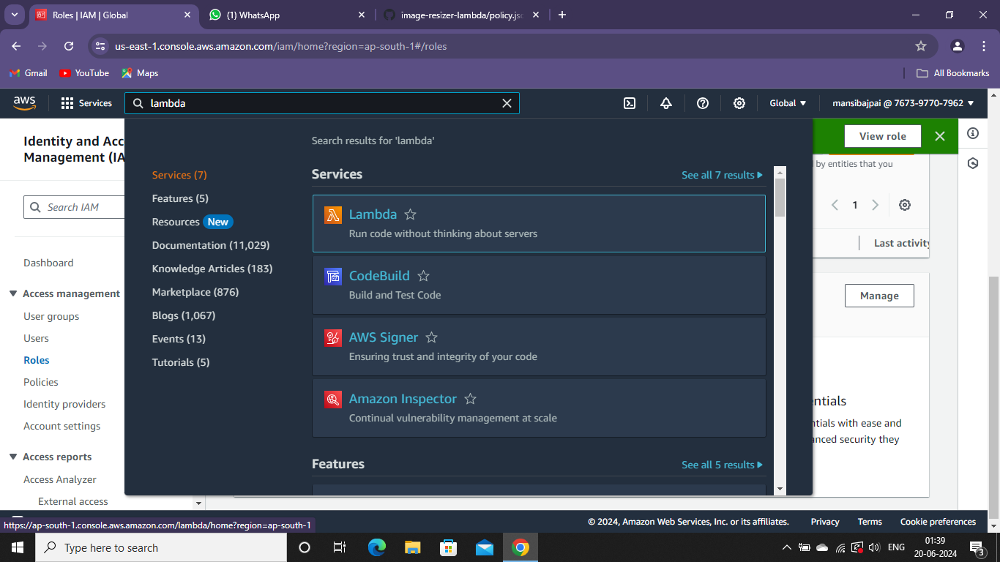 Roles | IAM | Global
(1) WhatsApp
image-resizer-lambda/policy.jsc
us-east-1.console.aws.amazon.com/iam/home?region=ap-south-1#/roles
Gmail
YouTube
Maps
All Bookmarks
aws
Services
lambda
Global
mansibajpai @ 7673-9770-7962
Identity and Acc
Management (IA
Search IAM
Dashboard
Access management
User groups
Users
Roles
Policies
Identity providers
Account settings
Access reports
Access Analyzer
External access
Search results for 'lambda'
Services (7)
Features (5)
Resources New
Documentation (11,029)
Knowledge Articles (183)
Marketplace (876)
Blogs (1,067)
Events (13)
Tutorials (5)
Services
See all 7 results
Lambda
Run code without thinking about servers
CodeBuild
Build and Test Code
AWS Signer
Ensuring trust and integrity of your code
Amazon Inspector
Continual vulnerability management at scale
Features
See all 5 results
View role
by entities that you
1
Last activity
Manage
entials
ntials with ease and
anced security they
https://ap-south-1.console.aws.amazon.com/lambda/home?region=ap-south-1
© 2024, Amazon Web Services, Inc. or its affiliates.
Privacy
Terms
Cookie preferences
Type here to search
ENG
01:39
20-06-2024
3